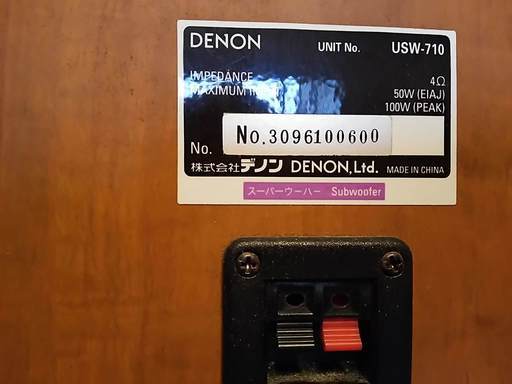 DENON UNIT No. USW-710
IMPEDANCE 4Ω
MAXIMUM INPUT 50W (EIAJ)
100W (PEAK)
No. No.3096100600
株式会社デノン DENON, Ltd. MADE IN CHINA
スーパーウーハー Subwoofer